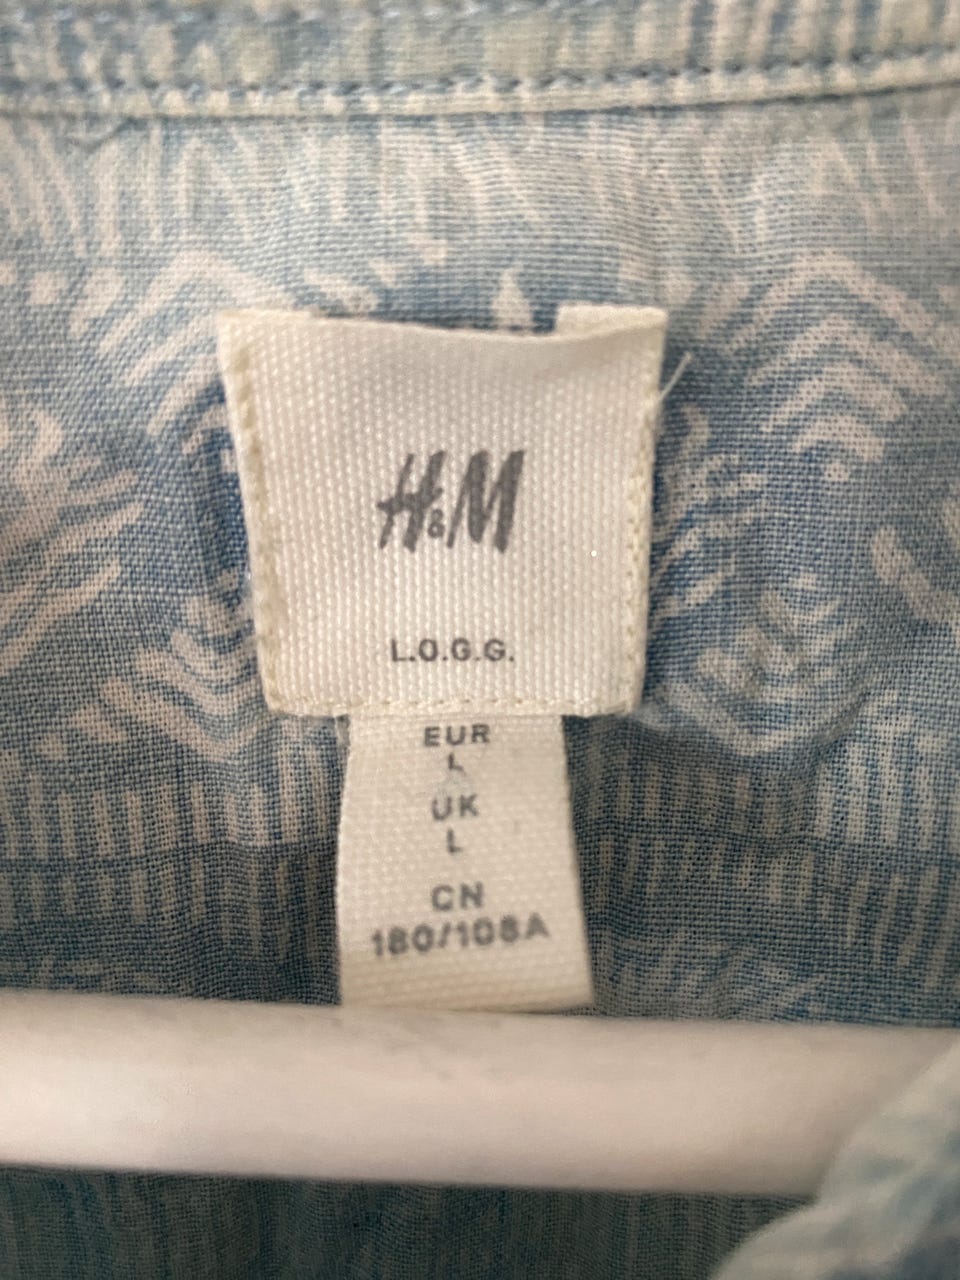 H&M
L.O.G.G.
EUR
L
UK
L
CN
180/108A